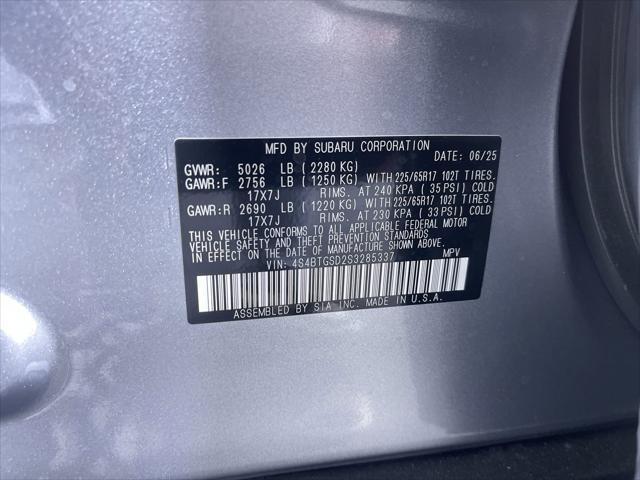 MFD BY SUBARU CORPORATION
DATE: 06/25
GVWR: 5026 LB ( 2280 KG)
GAWR:F 2756 LB ( 1250 KG) WITH 225/65R17 102T TIRES.
17X7J RIMS. AT 240 KPA ( 35 PSI) COLD
GAWR:R 2690 LB ( 1220 KG) WITH 225/65R17 102T TIRES.
17X7J RIMS. AT 230 KPA ( 33 PSI) COLD
THIS VEHICLE CONFORMS TO ALL APPLICABLE FEDERAL MOTOR
VEHICLE SAFETY AND THEFT PREVENTION STANDARDS
IN EFFECT ON THE DATE OF MANUFACTURE SHOWN ABOVE.
VIN: 4S4BTGSD2S3285337 MPV
ASSEMBLED BY SIA INC. MADE IN U.S.A.